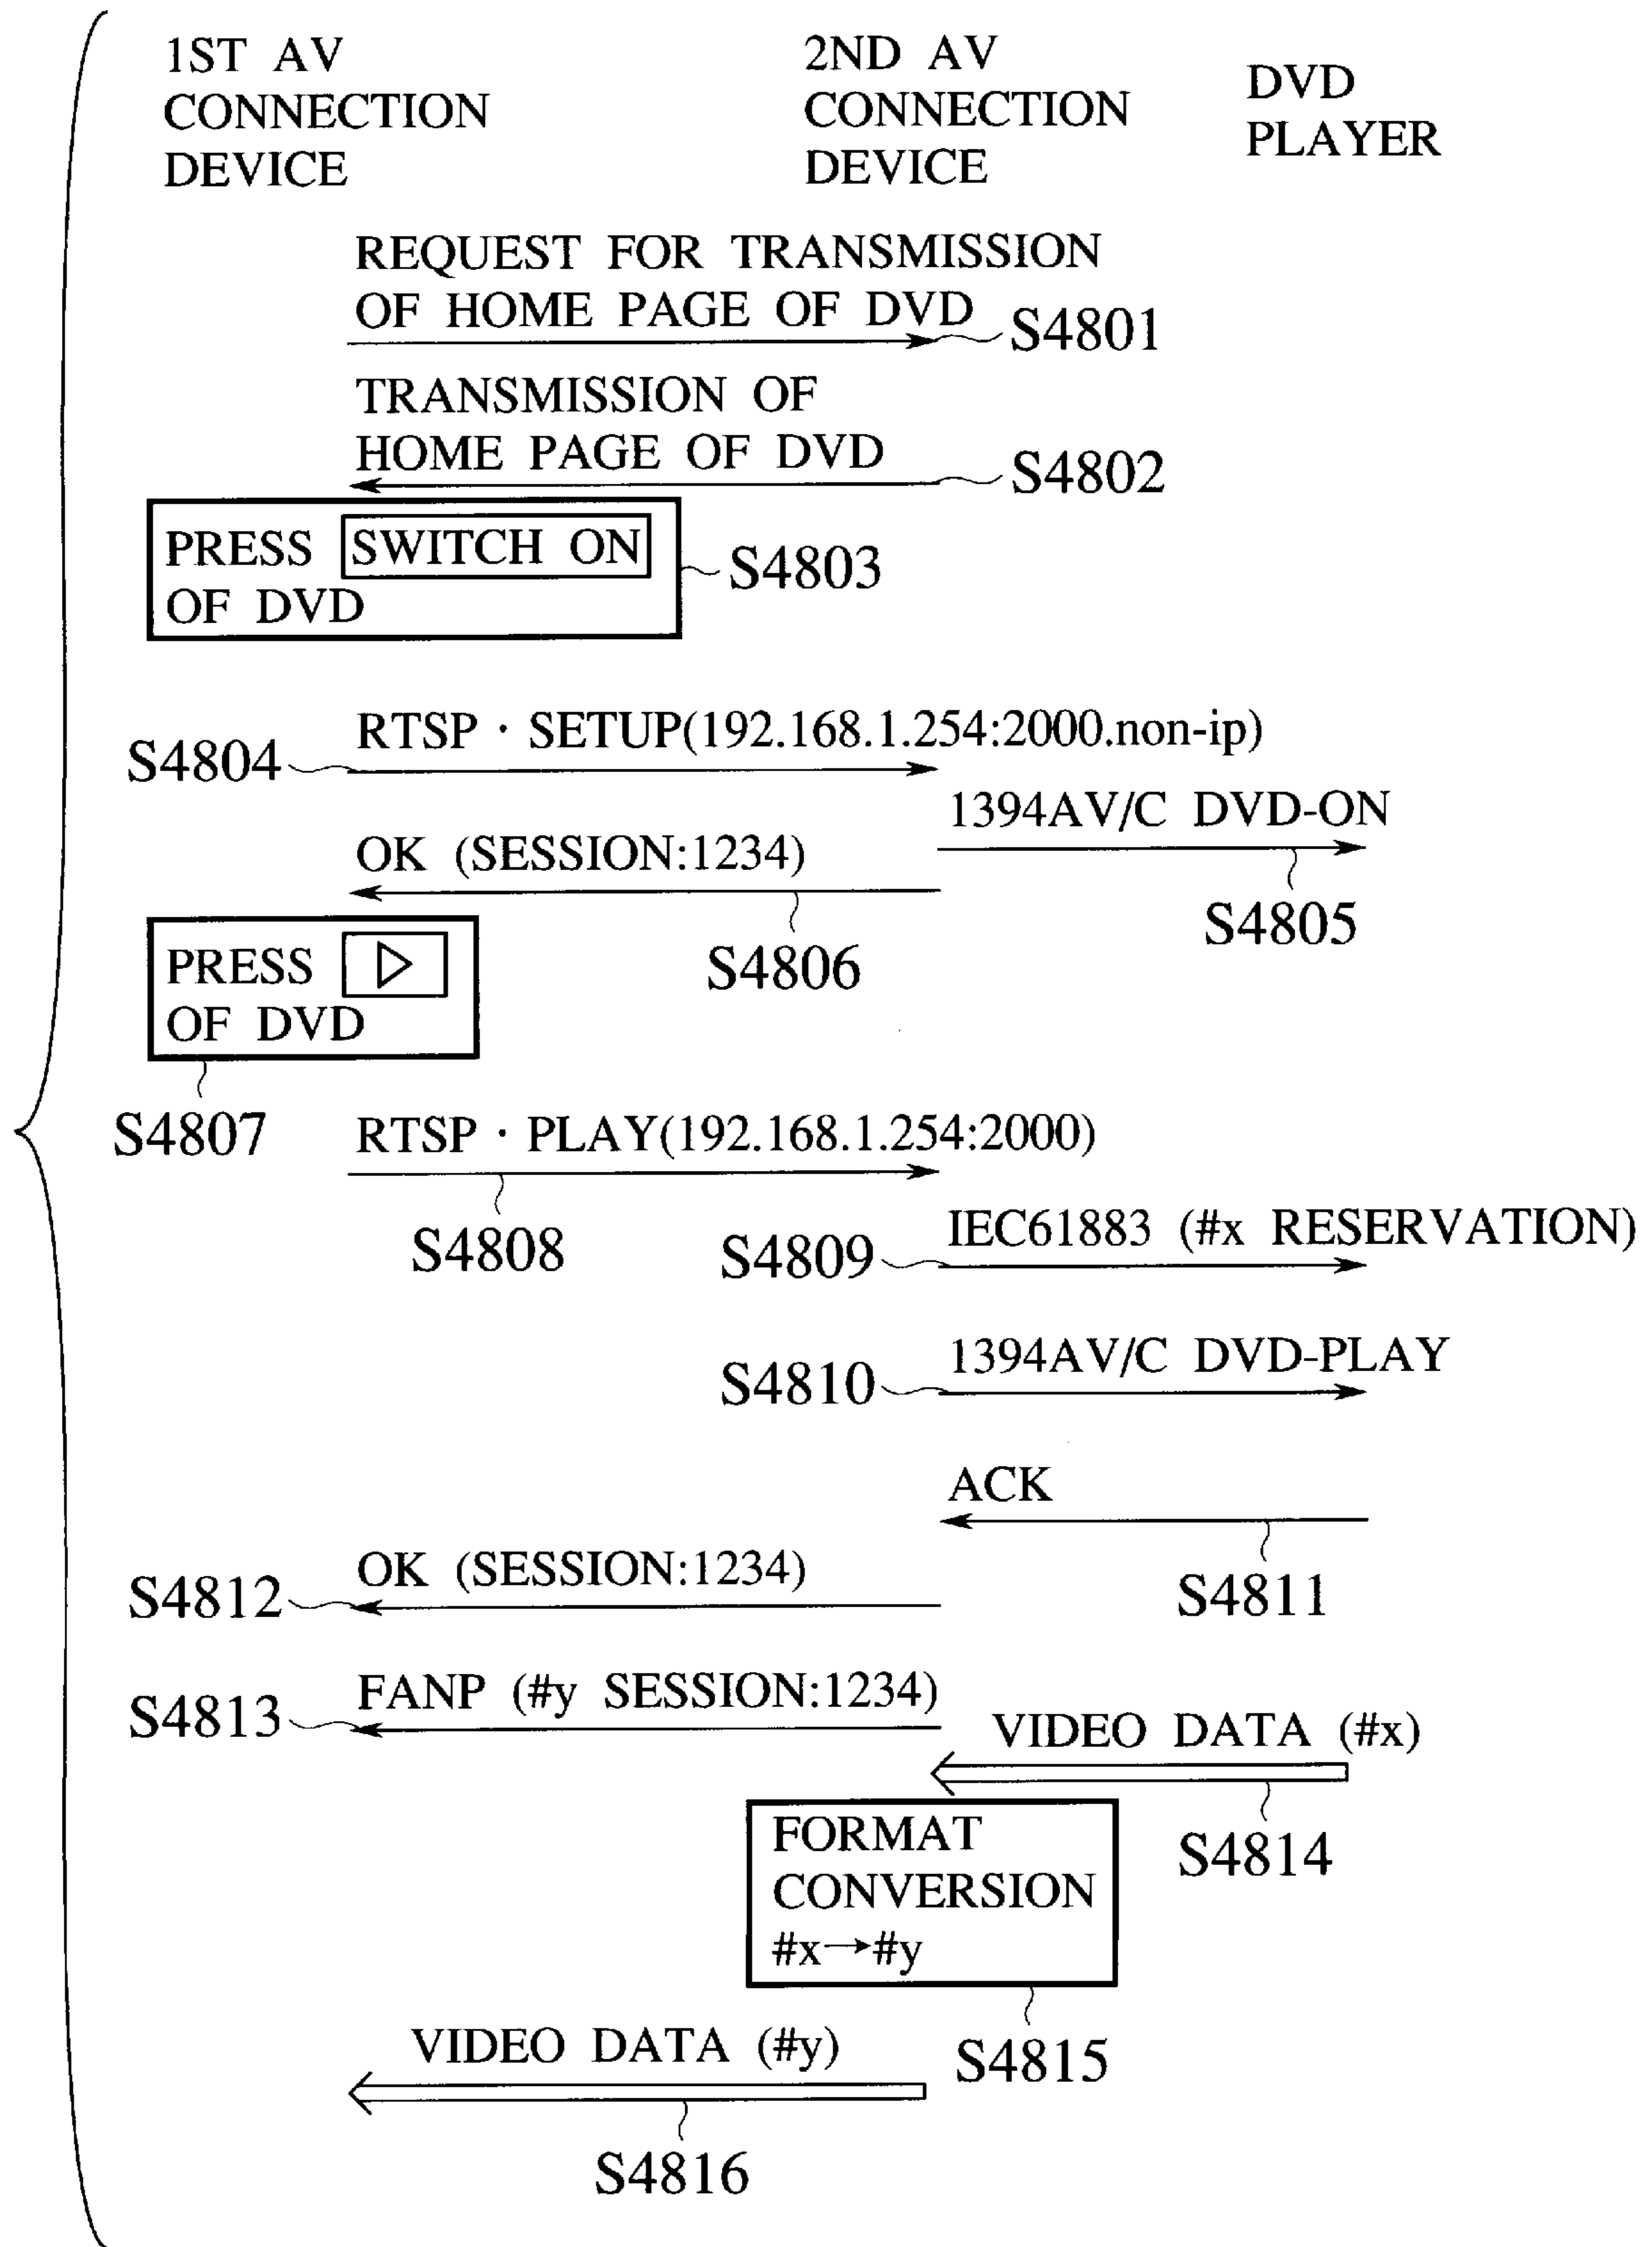 1ST AV
CONNECTION
DEVICE
2ND AV
CONNECTION
DEVICE
DVD
PLAYER
REQUEST FOR TRANSMISSION
OF HOME PAGE OF DVD
S4801
TRANSMISSION OF
HOME PAGE OF DVD
S4802
PRESS SWITCH ON
OF DVD
S4803
RTSP · SETUP(192.168.1.254:2000.non-ip)
S4804
1394AV/C DVD-ON
S4805
OK (SESSION:1234)
S4806
PRESS ▷
OF DVD
S4807
RTSP · PLAY(192.168.1.254:2000)
S4808
IEC61883 (#x RESERVATION)
S4809
1394AV/C DVD-PLAY
S4810
ACK
S4811
OK (SESSION:1234)
S4812
FANP (#y SESSION:1234)
S4813
VIDEO DATA (#x)
S4814
FORMAT
CONVERSION
#x→#y
S4815
VIDEO DATA (#y)
S4816